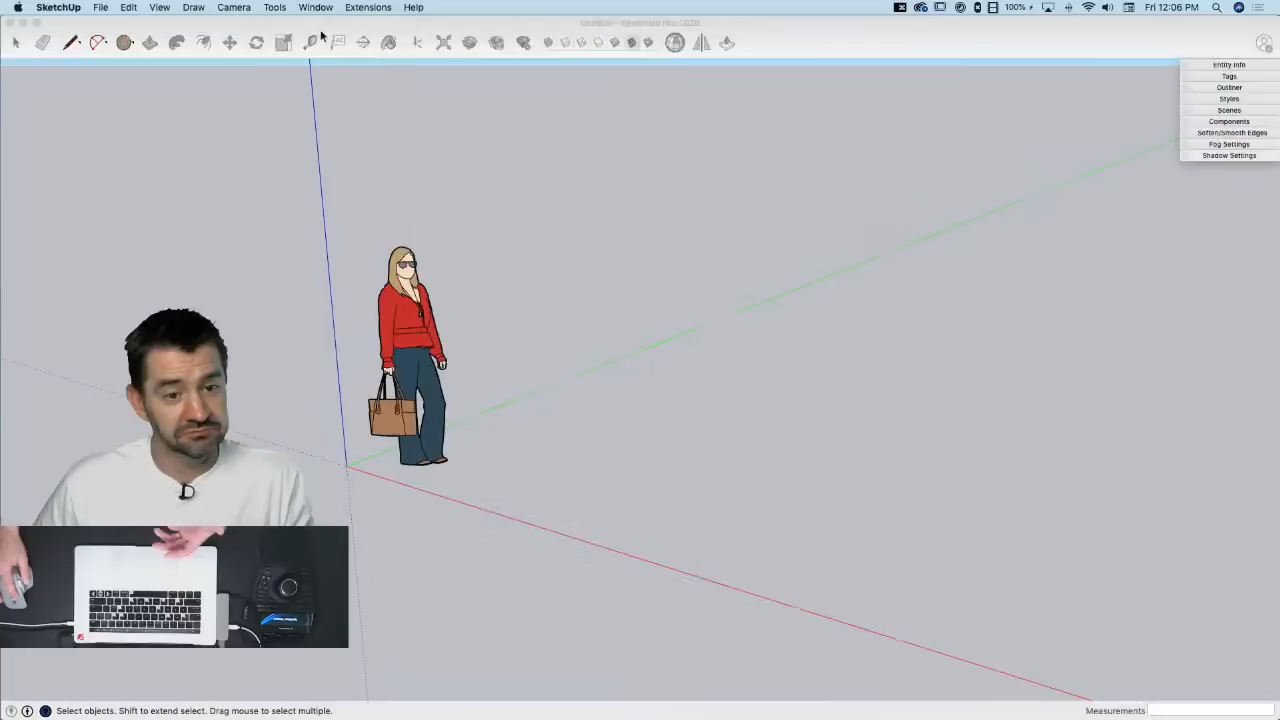 SketchUp File Edit View Draw Camera Tools Window Extensions Help
100% Fri 12:06 PM
Entity Info
Tags
Outliner
Styles
Scenes
Components
Soften/Smooth Edges
Fog Settings
Shadow Settings
Select objects. Shift to extend select. Drag mouse to select multiple.
Measurements